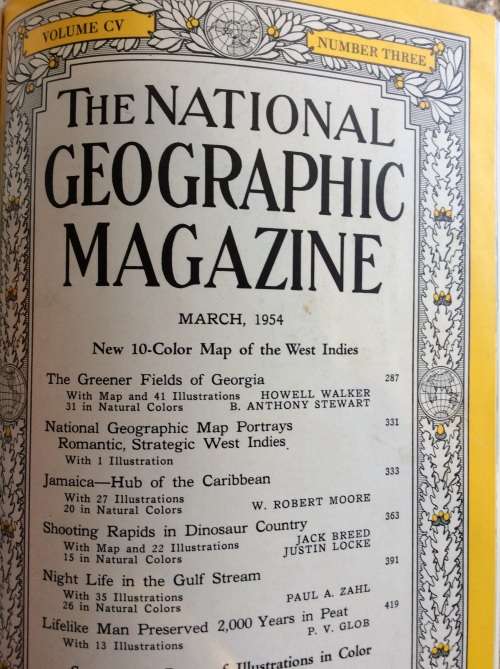 VOLUME CV
NUMBER THREE
THE NATIONAL
GEOGRAPHIC
MAGAZINE
MARCH, 1954
New 10-Color Map of the West Indies
The Greener Fields of Georgia 287
With Map and 41 Illustrations HOWELL WALKER
31 in Natural Colors B. ANTHONY STEWART
National Geographic Map Portrays 331
Romantic, Strategic West Indies
With 1 Illustration
Jamaica—Hub of the Caribbean 333
With 27 Illustrations
20 in Natural Colors W. ROBERT MOORE
Shooting Rapids in Dinosaur Country 363
With Map and 22 Illustrations JACK BREED
15 in Natural Colors JUSTIN LOCKE
Night Life in the Gulf Stream 391
With 35 Illustrations
26 in Natural Colors PAUL A. ZAHL
Lifelike Man Preserved 2,000 Years in Peat 419
With 13 Illustrations P. V. GLOB
of Illustrations in Color